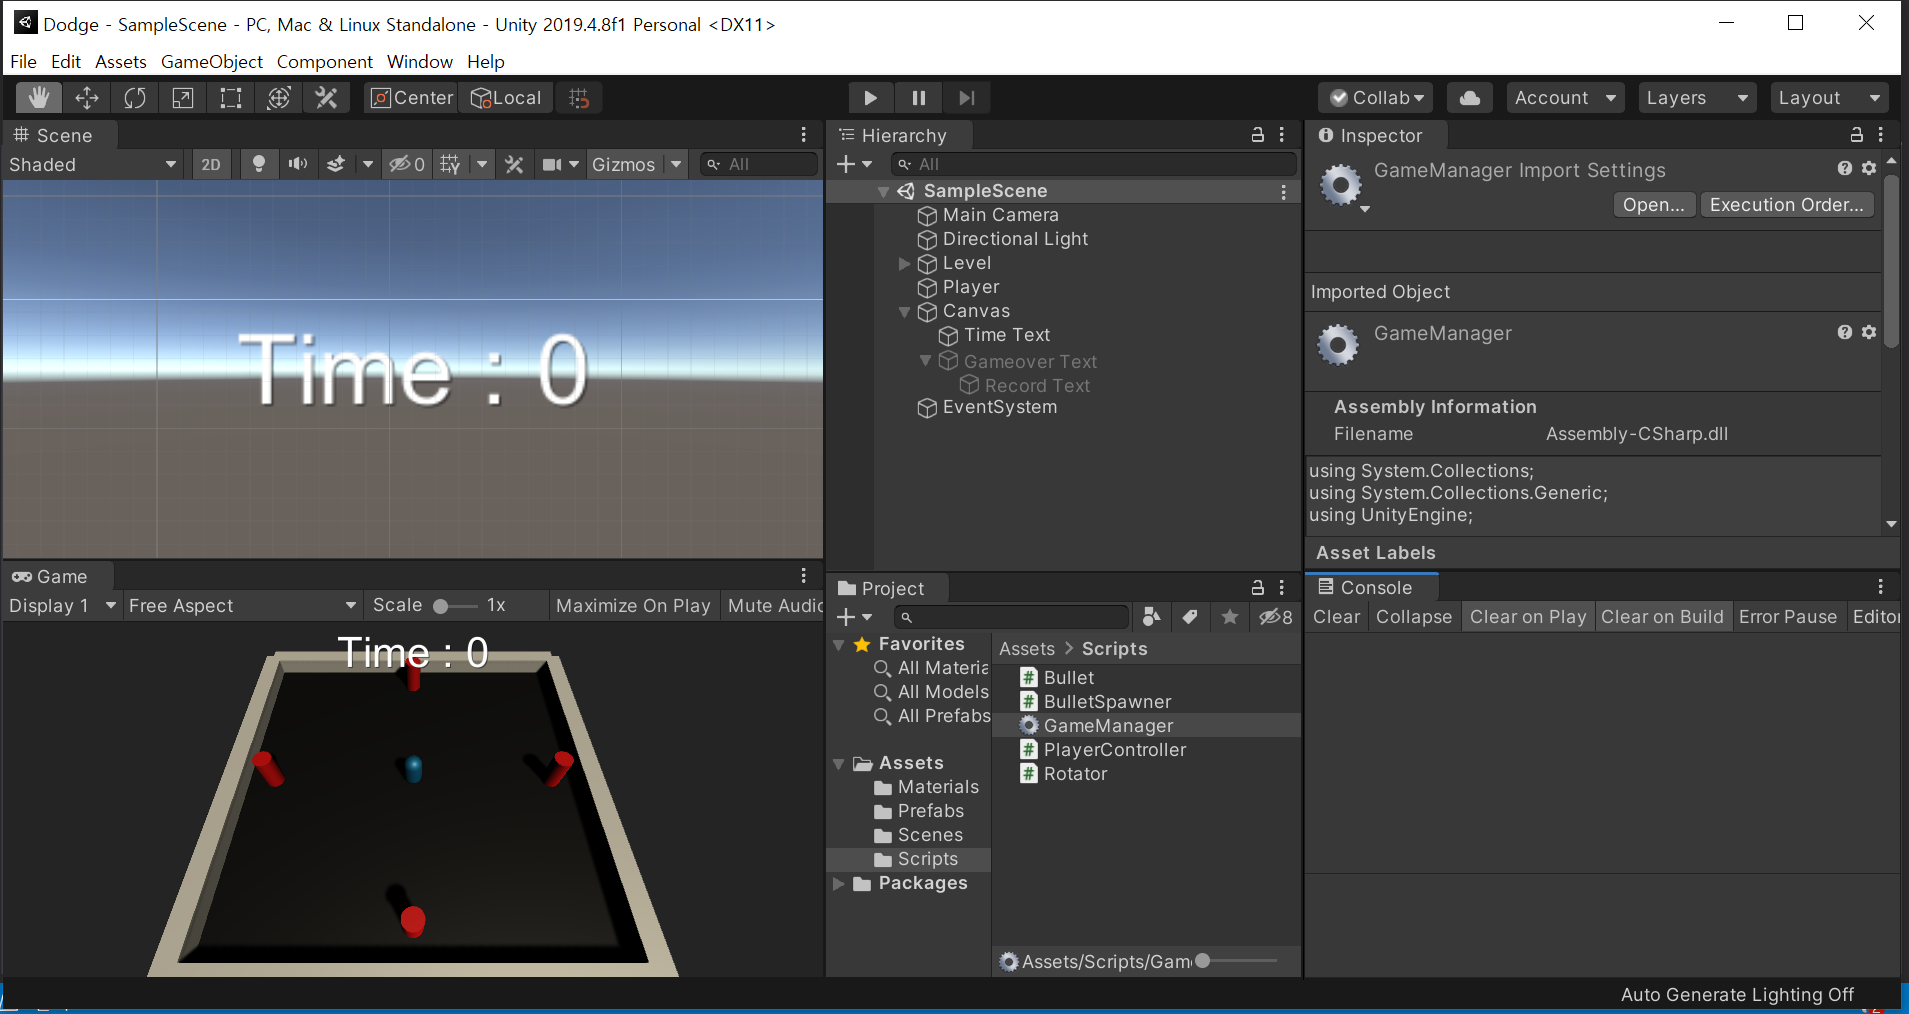 Dodge - SampleScene - PC, Mac & Linux Standalone - Unity 2019.4.8f1 Personal <DX11>
File Edit Assets GameObject Component Window Help
Center Local Collab Account Layers Layout
Scene
Shaded 2D 0 Gizmos All
Time : 0
Game
Display 1 Free Aspect Scale 1x Maximize On Play Mute Audio
Time : 0
Hierarchy
All
SampleScene
Main Camera
Directional Light
Level
Player
Canvas
Time Text
Gameover Text
Record Text
EventSystem
Project
8
Favorites
All Materia
All Models
All Prefabs
Assets
Materials
Prefabs
Scenes
Scripts
Packages
Assets > Scripts
Bullet
BulletSpawner
GameManager
PlayerController
Rotator
Assets/Scripts/Gam
Inspector
GameManager Import Settings
Open... Execution Order...
Imported Object
GameManager
Assembly Information
Filename Assembly-CSharp.dll
using System.Collections;
using System.Collections.Generic;
using UnityEngine;
Asset Labels
Console
Clear Collapse Clear on Play Clear on Build Error Pause Editor
Auto Generate Lighting Off